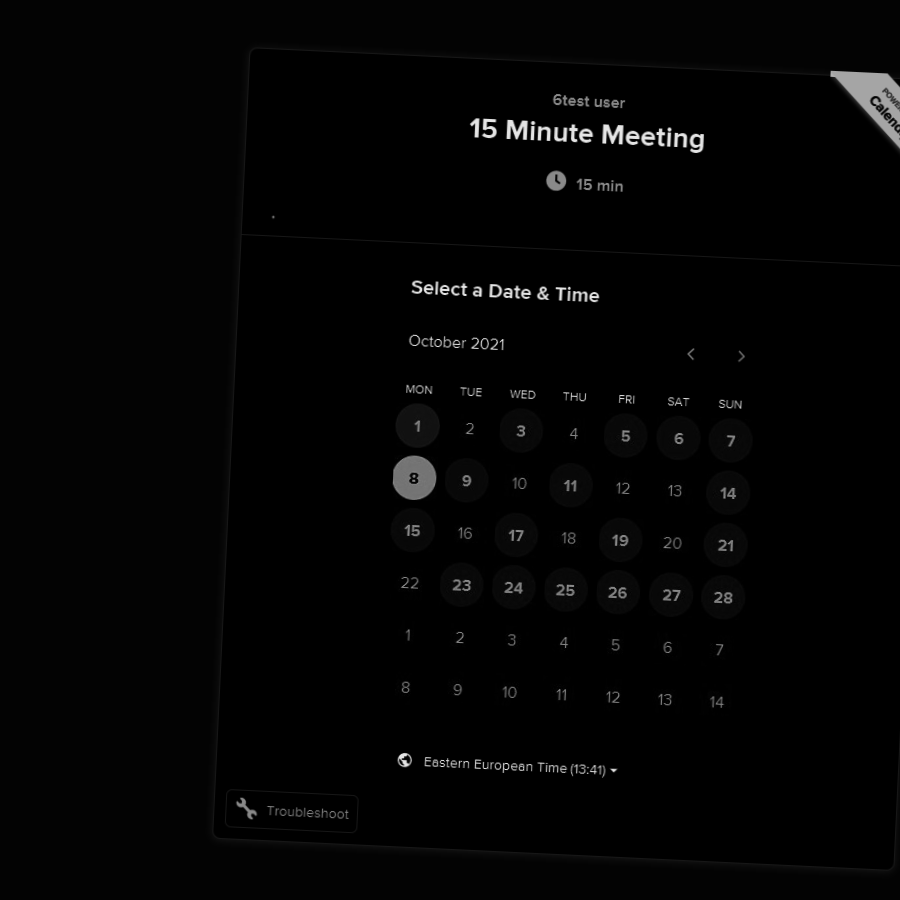 6test user
15 Minute Meeting
15 min
Select a Date & Time
October 2021
MON TUE WED THU FRI SAT SUN
1 2 3 4 5 6 7
8 9 10 11 12 13 14
15 16 17 18 19 20 21
22 23 24 25 26 27 28
1 2 3 4 5 6 7
8 9 10 11 12 13 14
Eastern European Time (13:41)
Troubleshoot